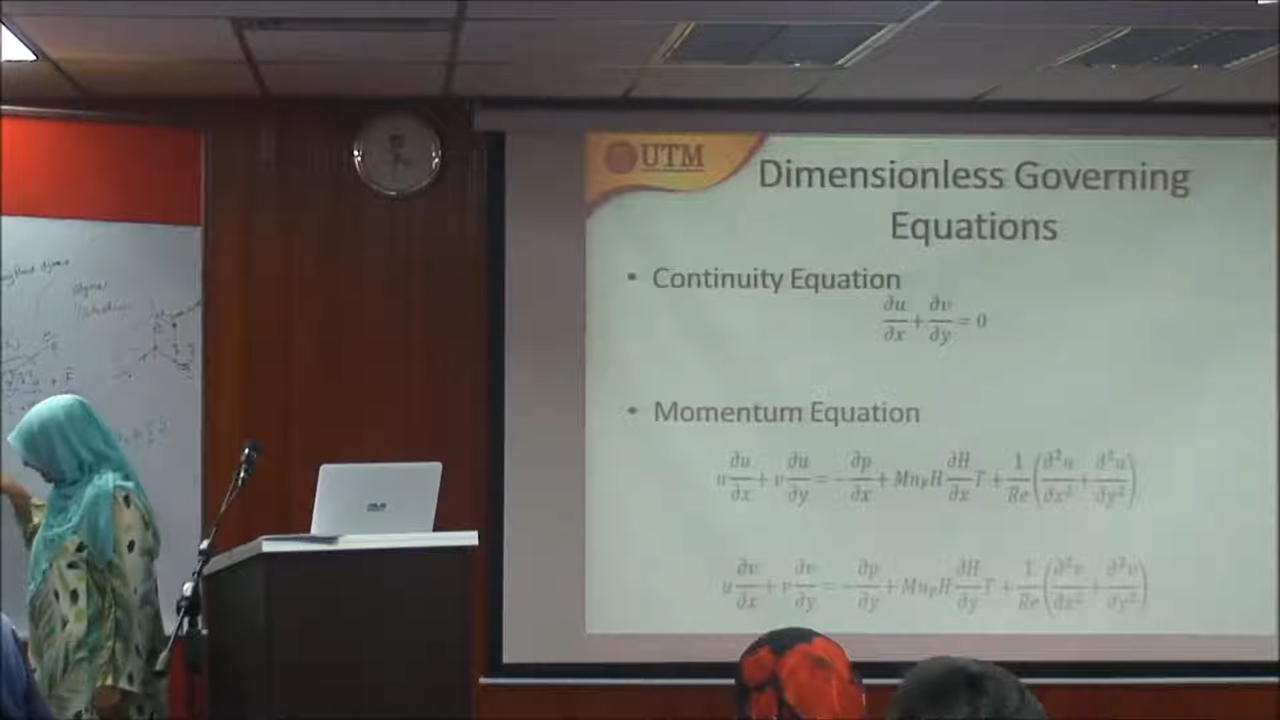 UTM
Dimensionless Governing
Equations
• Continuity Equation
∂u/∂x + ∂v/∂y = 0
• Momentum Equation
u ∂u/∂x + v ∂u/∂y = − ∂p/∂x + Mn_F H ∂H/∂x T + 1/Re (∂²u/∂x² + ∂²u/∂y²)
u ∂v/∂x + v ∂v/∂y = − ∂p/∂y + Mn_F H ∂H/∂y T + 1/Re (∂²v/∂x² + ∂²v/∂y²)
ASUS